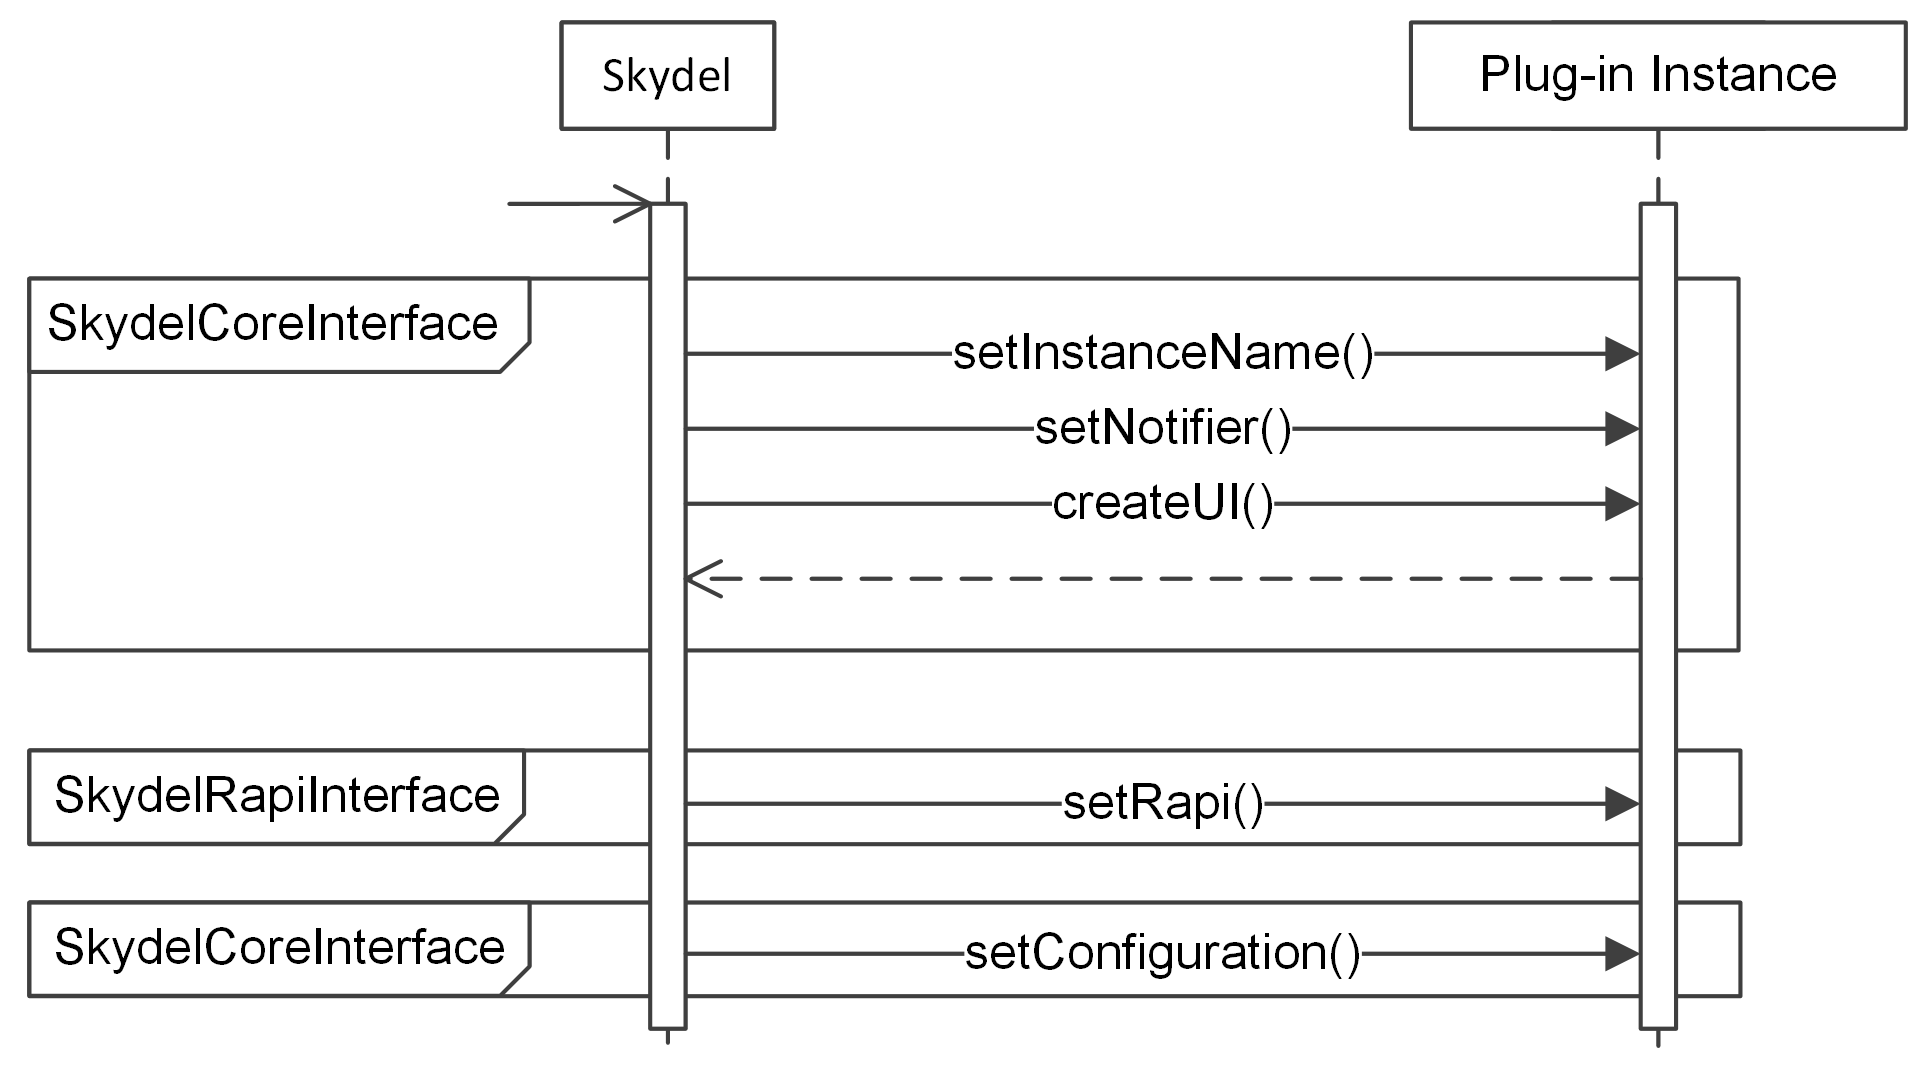 Skydel
Plug-in Instance
SkydelCoreInterface
setInstanceName()
setNotifier()
createUI()
SkydelRapiInterface
setRapi()
SkydelCoreInterface
setConfiguration()